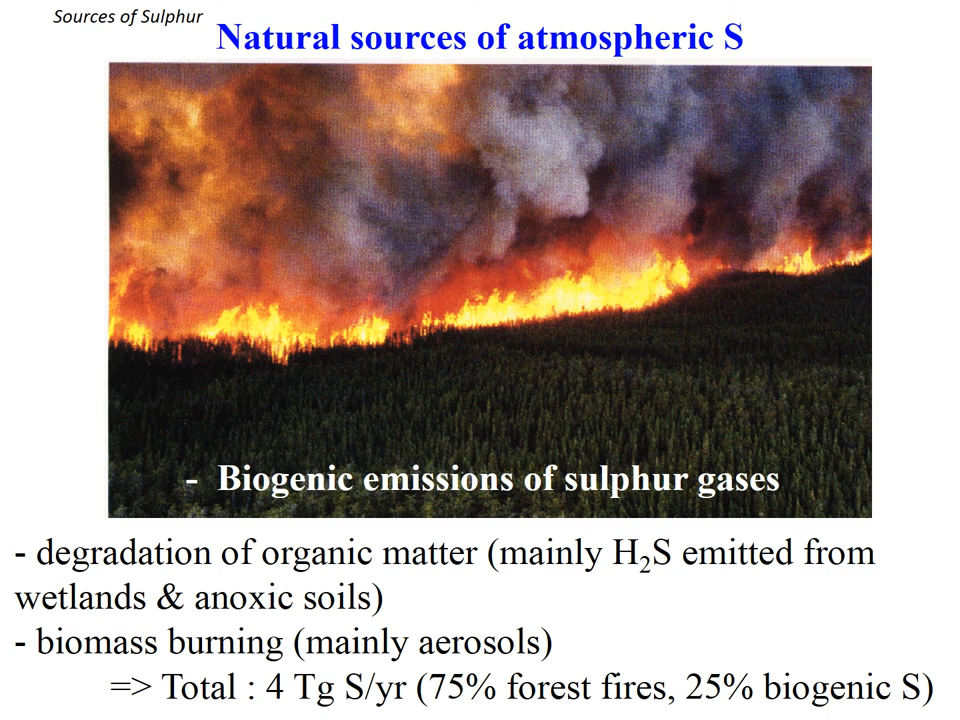 Sources of Sulphur
Natural sources of atmospheric S
- Biogenic emissions of sulphur gases
- degradation of organic matter (mainly H₂S emitted from
wetlands & anoxic soils)
- biomass burning (mainly aerosols)
=> Total : 4 Tg S/yr (75% forest fires, 25% biogenic S)